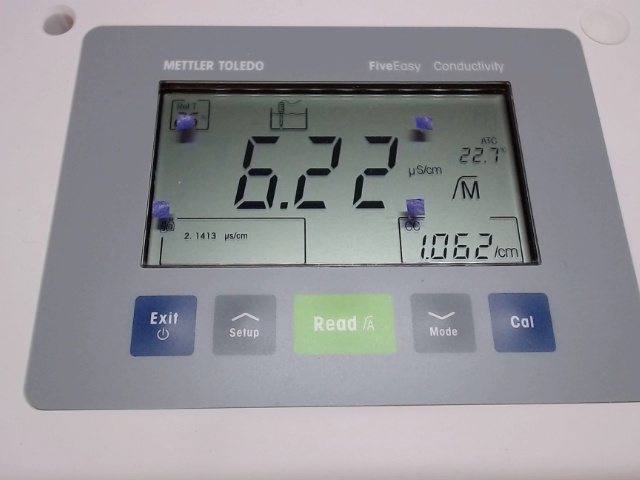 METTLER TOLEDO
FiveEasy Conductivity
Ref.T
ATC
22.7
6.22 µS/cm
M
2. 1413 µs/cm
1.062/cm
Exit
Setup
Read /A
Mode
Cal